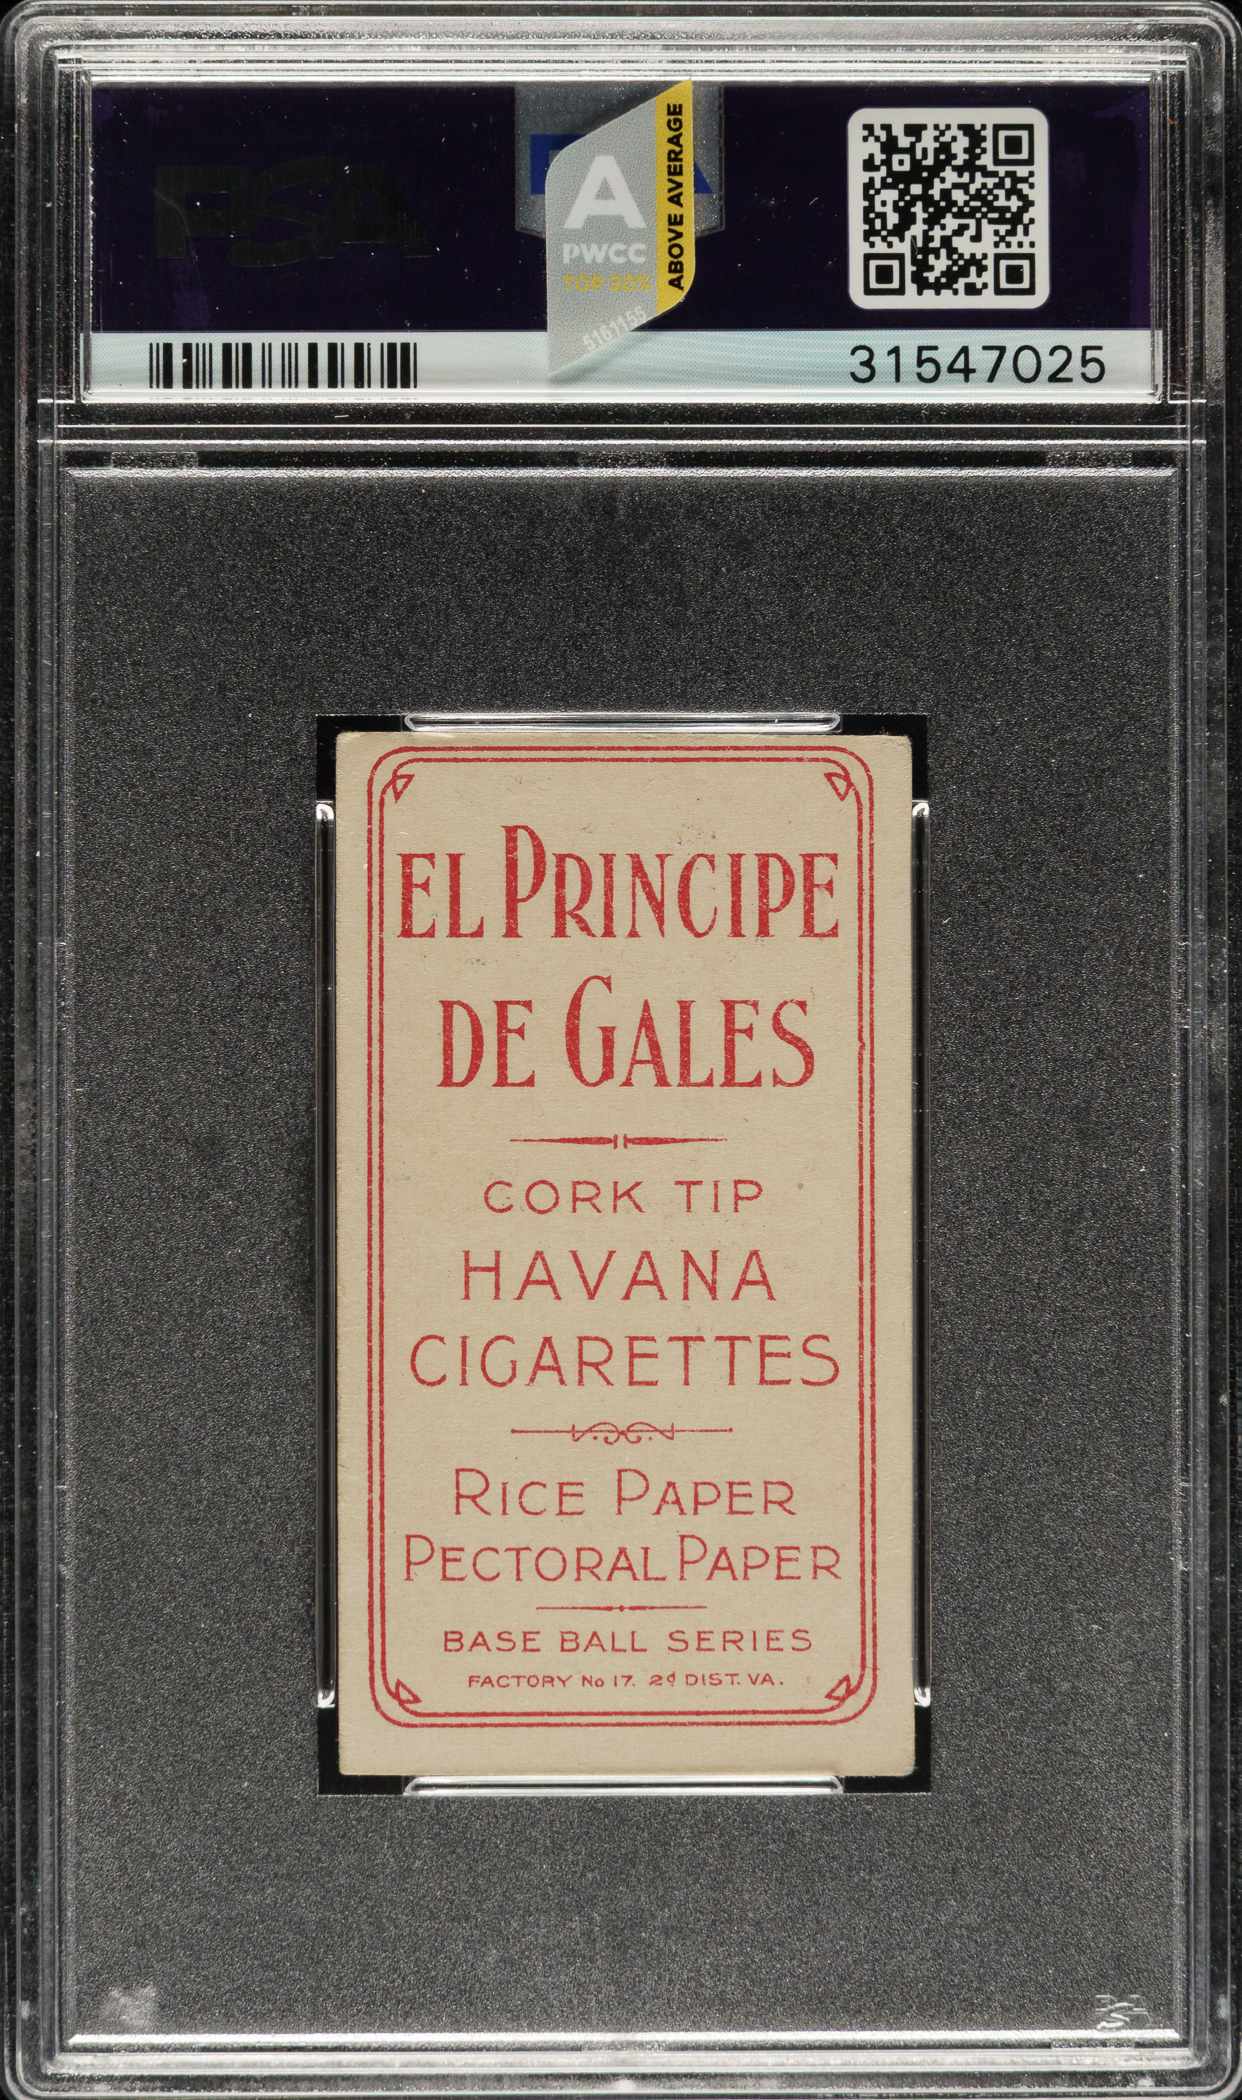 PSA
A
PWCC
TOP 30%
5161155
ABOVE AVERAGE
31547025
EL PRINCIPE
DE GALES
CORK TIP
HAVANA
CIGARETTES
RICE PAPER
PECTORAL PAPER
BASE BALL SERIES
FACTORY No 17. 2d DIST. VA.